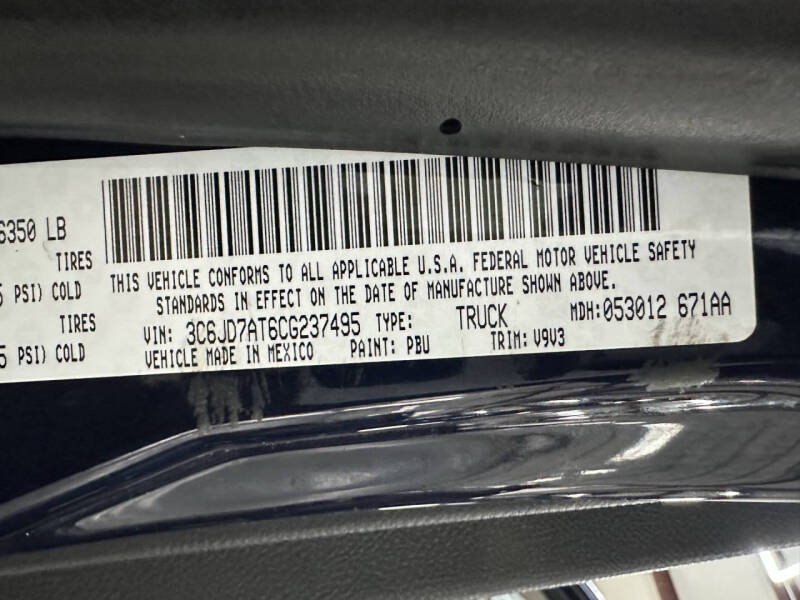 6350 LB
TIRES
PSI) COLD
PSI) COLD
THIS VEHICLE CONFORMS TO ALL APPLICABLE U.S.A. FEDERAL MOTOR VEHICLE SAFETY
STANDARDS IN EFFECT ON THE DATE OF MANUFACTURE SHOWN ABOVE.
VIN: 3C6JD7AT6CG237495 TYPE: TRUCK MDH:053012 671AA
VEHICLE MADE IN MEXICO PAINT: PBU TRIM: V9V3